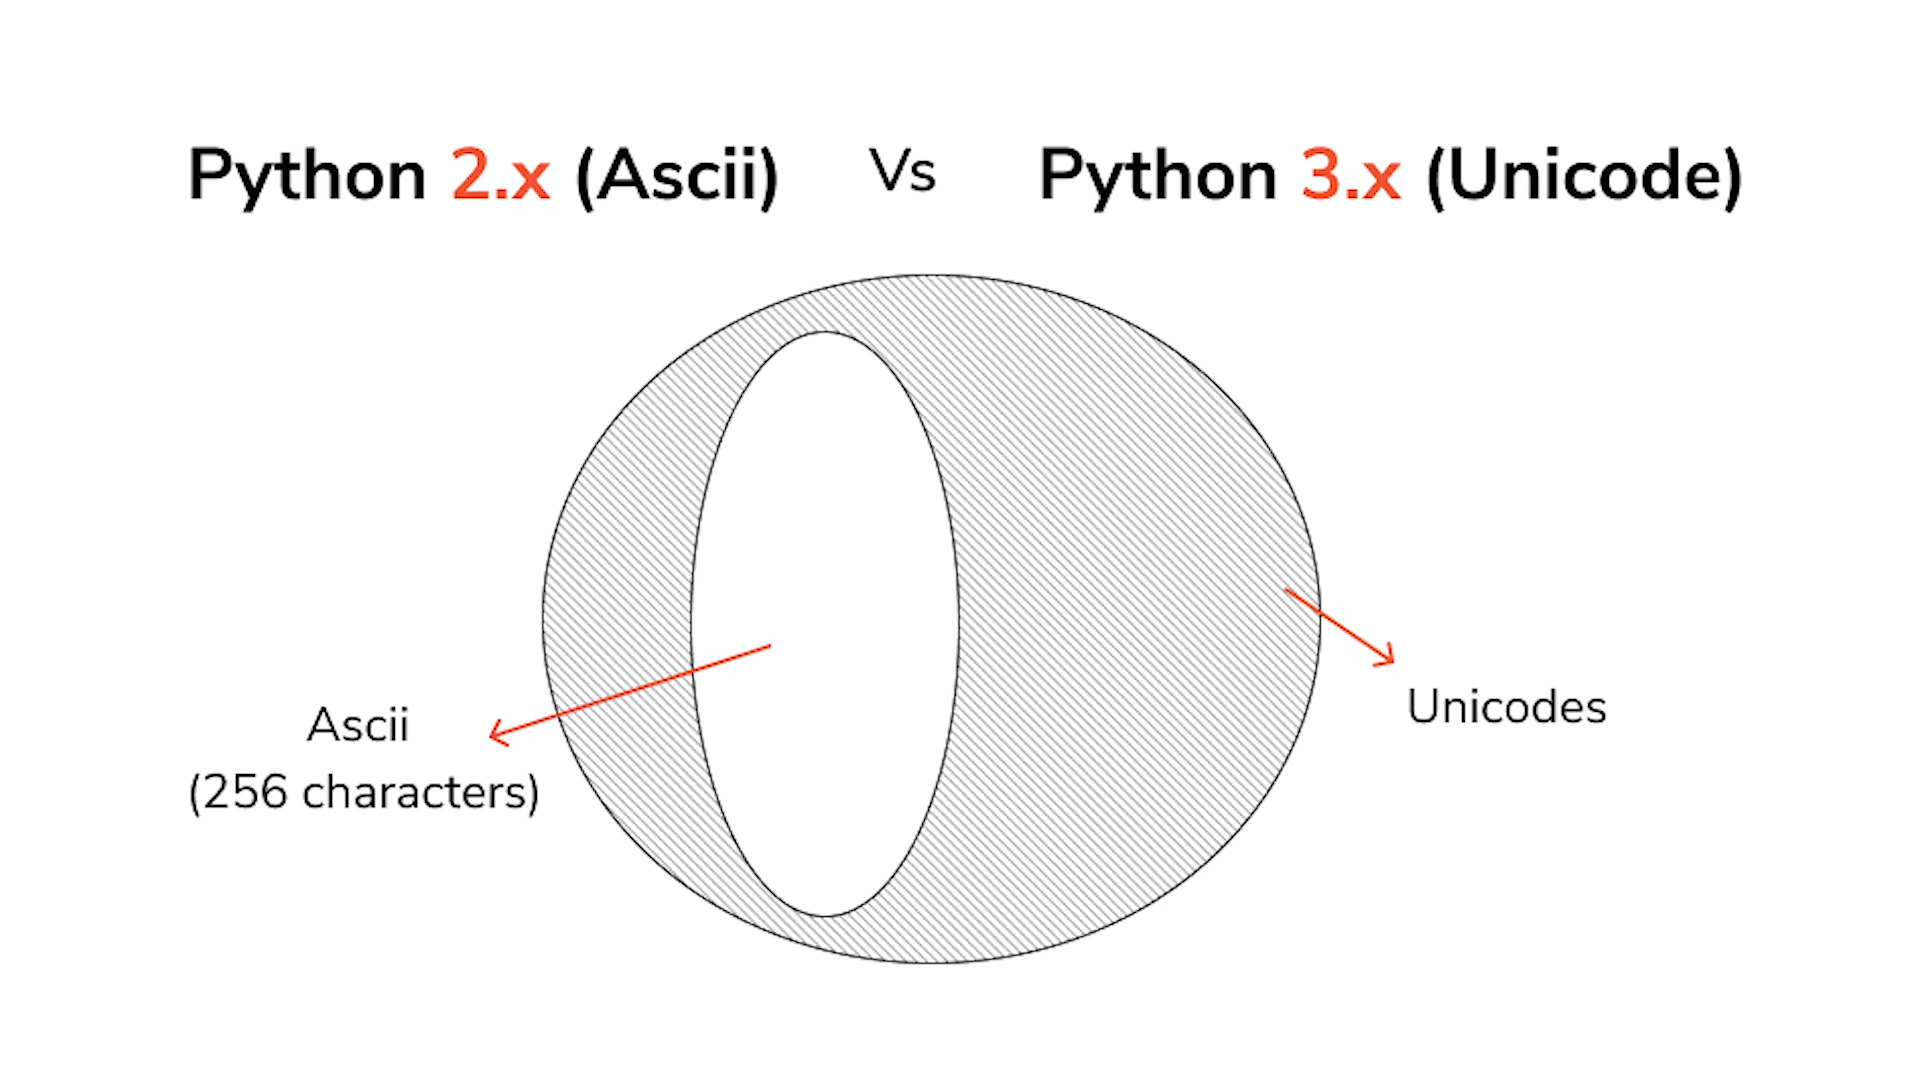 Python 2.x (Ascii) Vs Python 3.x (Unicode)
Ascii
(256 characters)
Unicodes